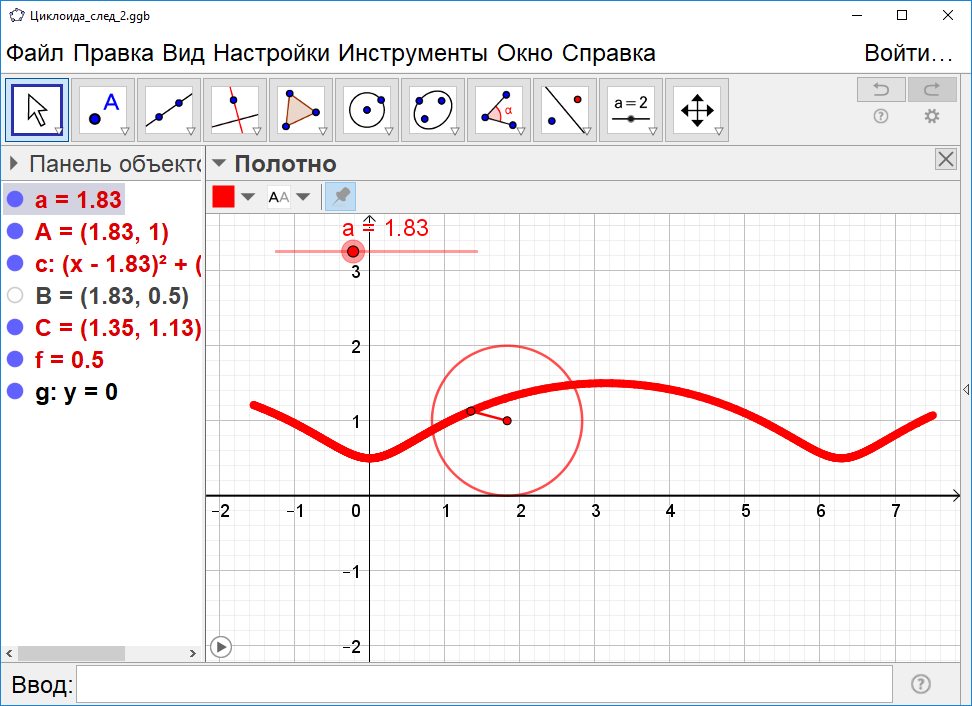 Циклоида_след_2.ggb
Файл Правка Вид Настройки Инструменты Окно Справка Войти...
A α a=2
Панель объектс
Полотно
a = 1.83
AA
A = (1.83, 1)
a = 1.83
c: (x - 1.83)² + (
B = (1.83, 0.5)
C = (1.35, 1.13)
f = 0.5
g: y = 0
3
2
1
−2 −1 0 1 2 3 4 5 6 7
−1
−2
Ввод: